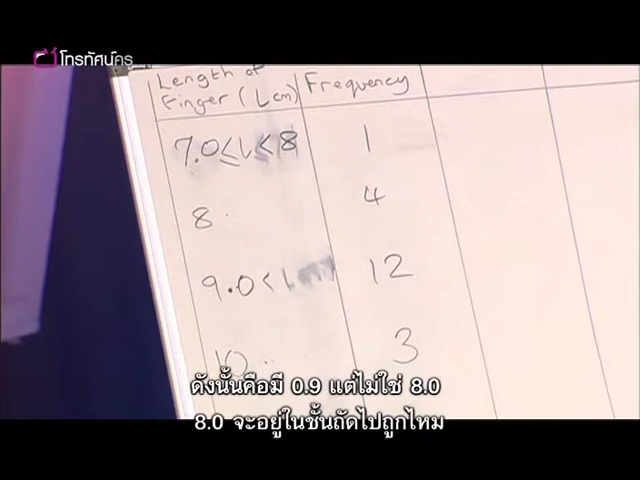 โทรทัศน์ครู
Length of
Finger (L cm)
Frequency
7.0≤L<8
1
8
4
9.0<L
12
10
3
ดังนั้นคือมี 0.9 แต่ไม่ใช่ 8.0
8.0 จะอยู่ในชั้นถัดไปถูกไหม